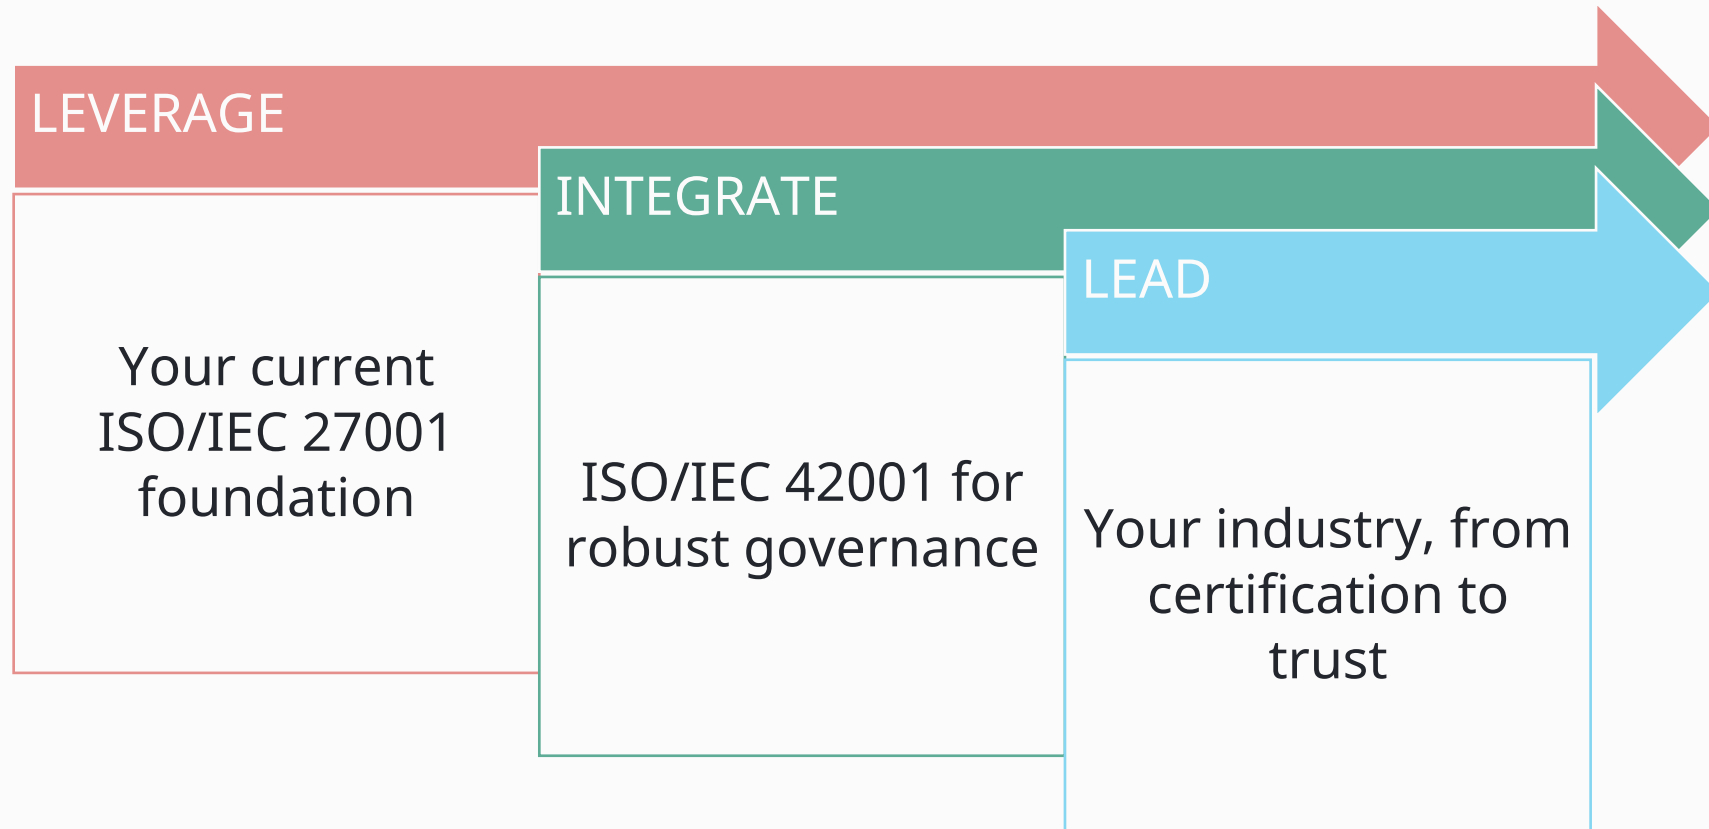 LEVERAGE
Your current
ISO/IEC 27001
foundation
INTEGRATE
ISO/IEC 42001 for
robust governance
LEAD
Your industry, from
certification to
trust